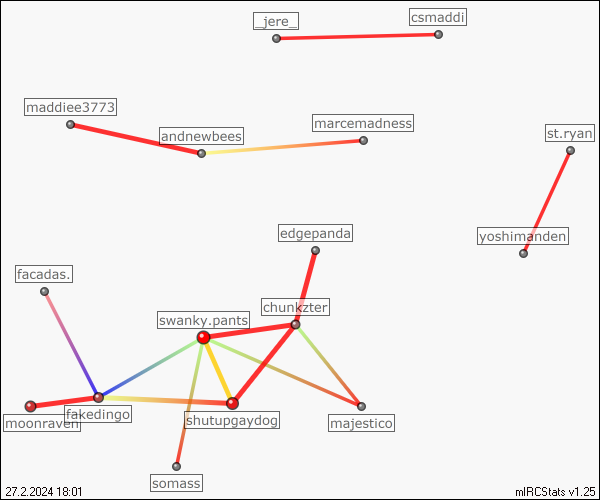 _jere_
csmaddi
maddiee3773
andnewbees
marcemadness
st.ryan
yoshimanden
edgepanda
facadas.
chunkzter
swanky.pants
moonraven
fakedingo
shutupgaydog
majestico
somass
27.2.2024 18:01
mIRCStats v1.25